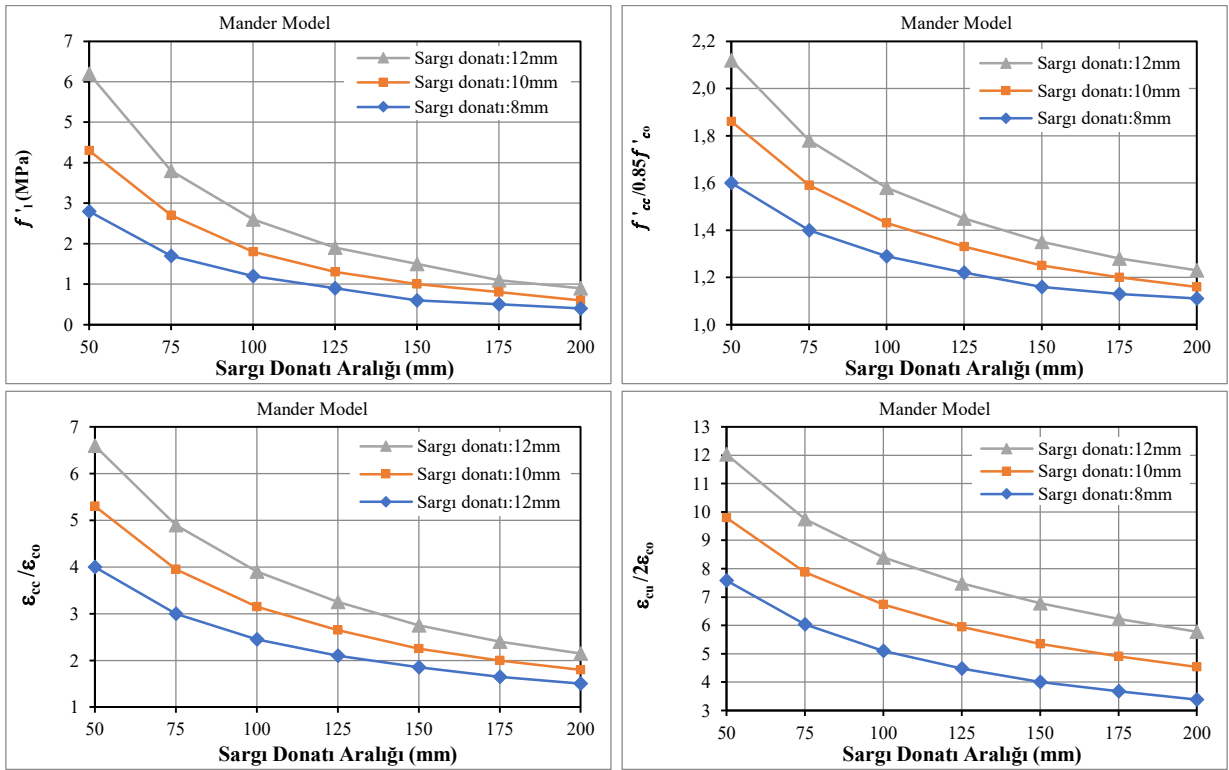 Mander Model
7
6
5
4
3
2
1
0
f 'l (MPa)
Sargı donatı:12mm
Sargı donatı:10mm
Sargı donatı:8mm
50 75 100 125 150 175 200
Sargı Donatı Aralığı (mm)
Mander Model
2,2
2,0
1,8
1,6
1,4
1,2
1,0
f 'cc/0.85f 'co
Sargı donatı:12mm
Sargı donatı:10mm
Sargı donatı:8mm
50 75 100 125 150 175 200
Sargı Donatı Aralığı (mm)
Mander Model
7
6
5
4
3
2
1
εcc/εco
Sargı donatı:12mm
Sargı donatı:10mm
Sargı donatı:12mm
50 75 100 125 150 175 200
Sargı Donatı Aralığı (mm)
Mander Model
13
12
11
10
9
8
7
6
5
4
3
εcu/2εco
Sargı donatı:12mm
Sargı donatı:10mm
Sargı donatı:8mm
50 75 100 125 150 175 200
Sargı Donatı Aralığı (mm)